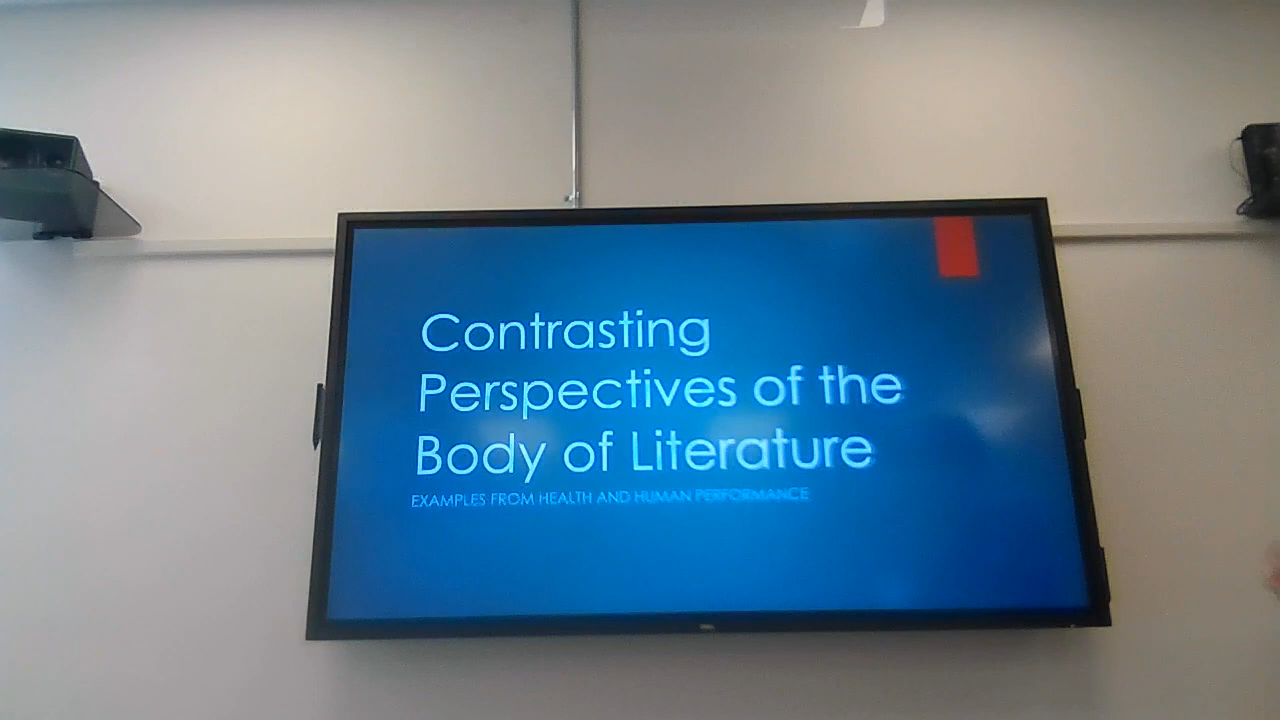 Contrasting
Perspectives of the
Body of Literature
EXAMPLES FROM HEALTH AND HUMAN PERFORMANCE